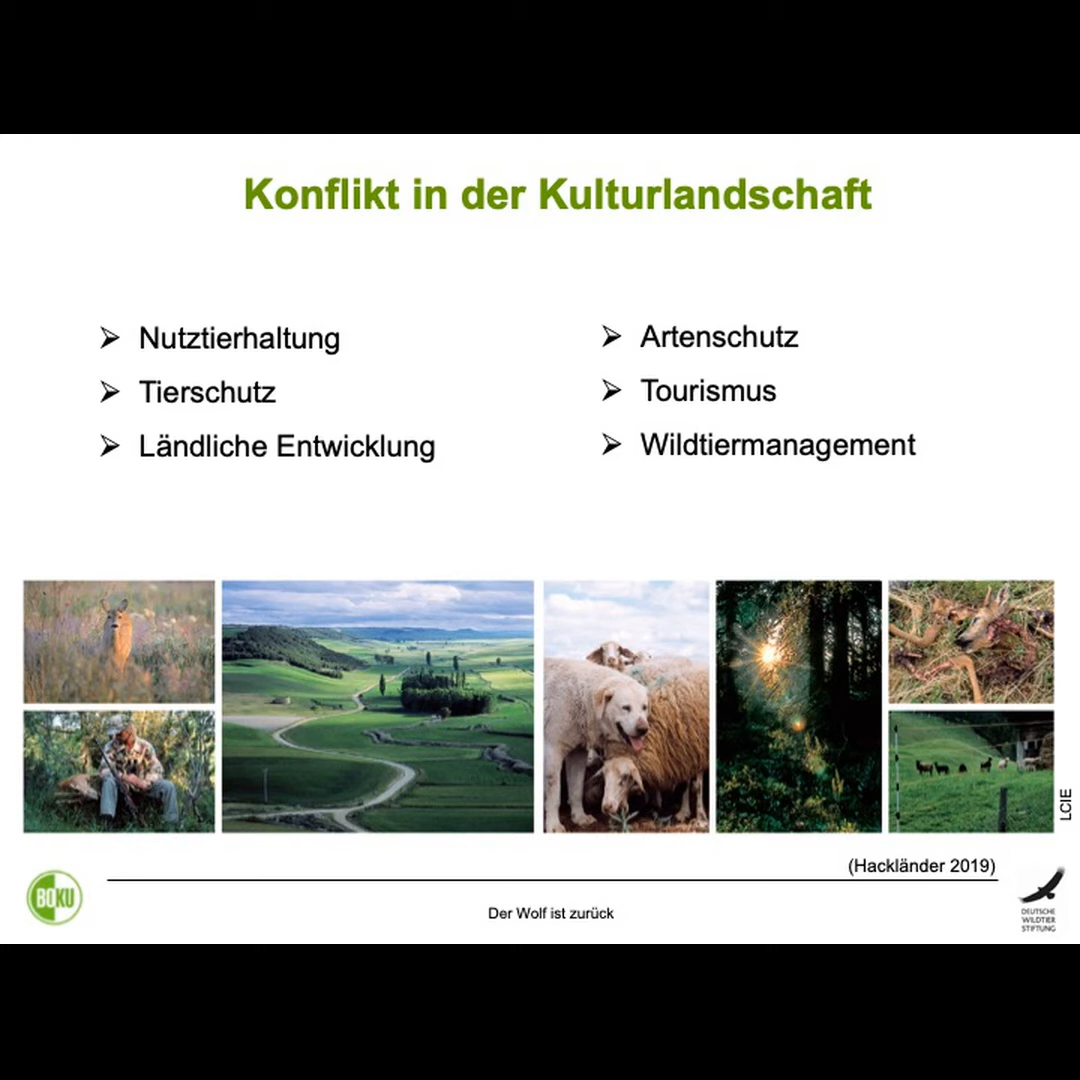 Konflikt in der Kulturlandschaft
Nutztierhaltung
Tierschutz
Ländliche Entwicklung
Artenschutz
Tourismus
Wildtiermanagement
LCIE
(Hackländer 2019)
BOKU
Der Wolf ist zurück
DEUTSCHE
WILDTIER
STIFTUNG